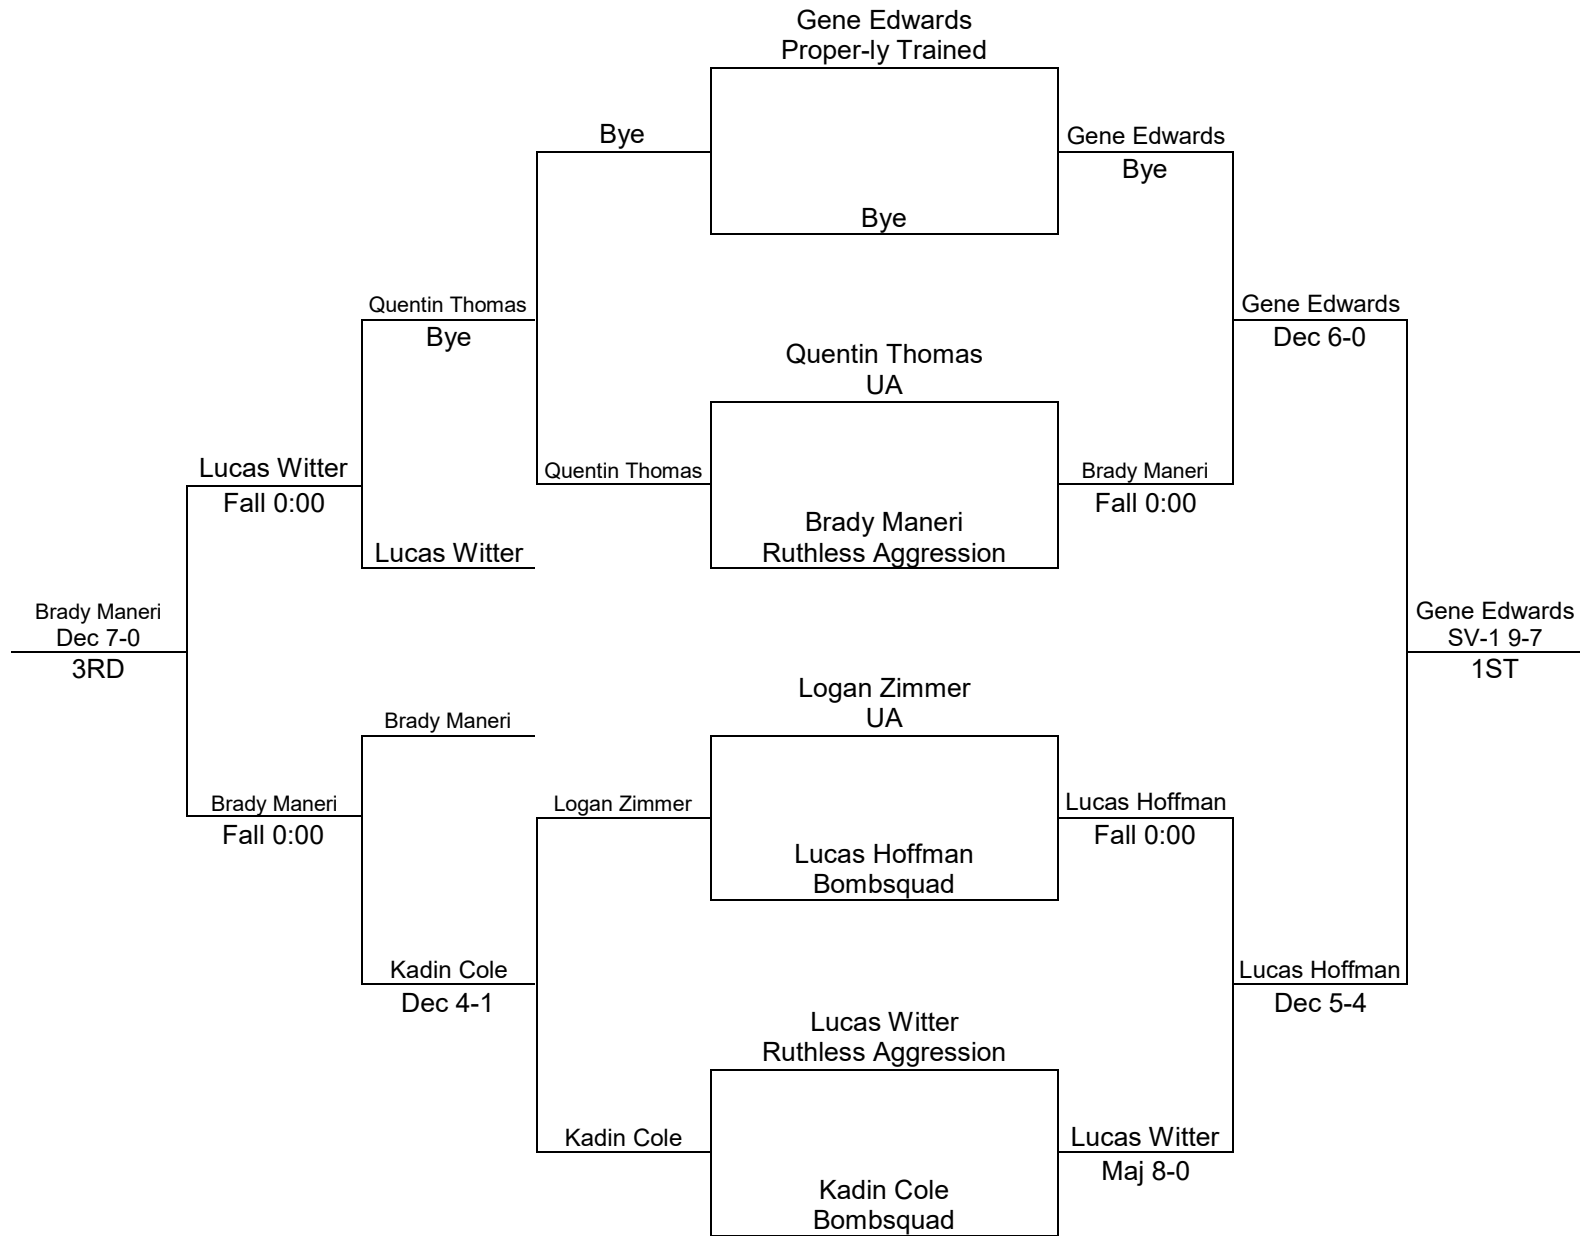 Gene Edwards
Proper-ly Trained
Bye
Gene Edwards
Bye
Bye
Quentin Thomas
Bye
Gene Edwards
Dec 6-0
Quentin Thomas
UA
Lucas Witter
Fall 0:00
Quentin Thomas
Brady Maneri
Fall 0:00
Brady Maneri
Ruthless Aggression
Lucas Witter
Brady Maneri
Dec 7-0
3RD
Gene Edwards
SV-1 9-7
1ST
Logan Zimmer
UA
Brady Maneri
Brady Maneri
Fall 0:00
Logan Zimmer
Lucas Hoffman
Fall 0:00
Lucas Hoffman
Bombsquad
Kadin Cole
Dec 4-1
Lucas Hoffman
Dec 5-4
Lucas Witter
Ruthless Aggression
Kadin Cole
Lucas Witter
Maj 8-0
Kadin Cole
Bombsquad